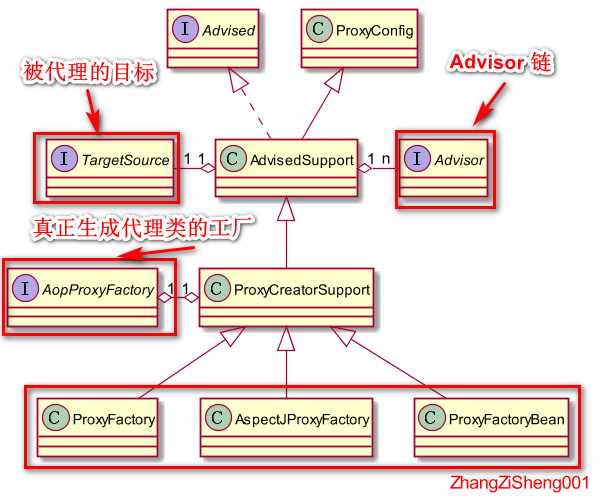 I Advised
C ProxyConfig
被代理的目标
Advisor 链
I TargetSource
1 1
C AdvisedSupport
1 n
I Advisor
真正生成代理类的工厂
I AopProxyFactory
1 1
C ProxyCreatorSupport
C ProxyFactory
C AspectJProxyFactory
C ProxyFactoryBean
ZhangZiSheng001